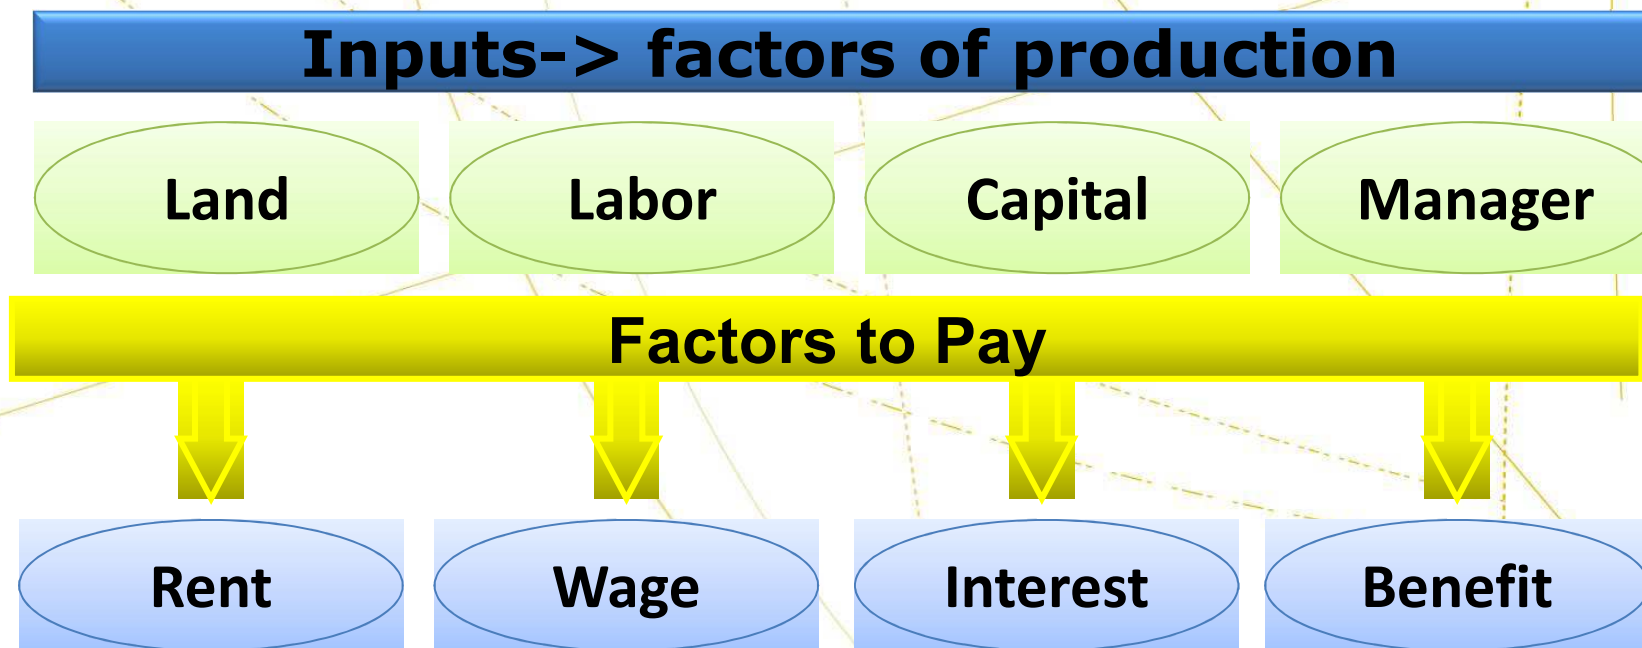 Inputs-> factors of production
Land Labor Capital Manager
Factors to Pay
Rent Wage Interest Benefit